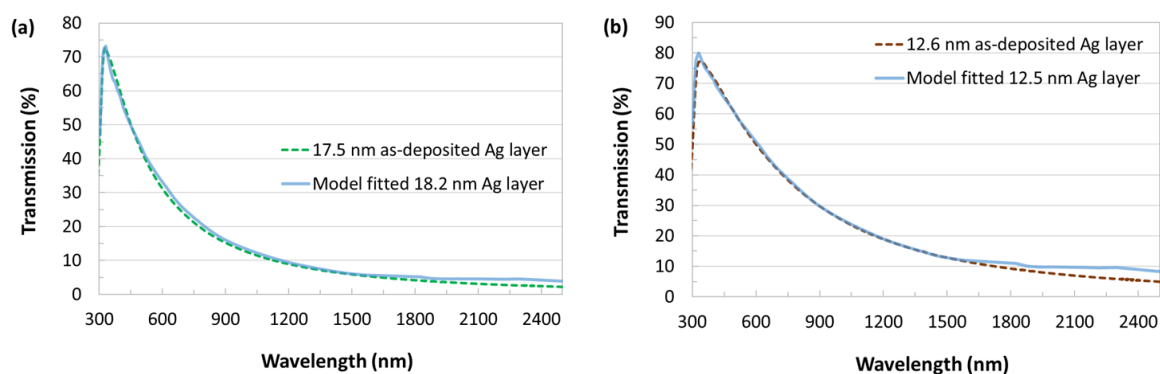 (a)
80
70
60
50
40
30
20
10
0
Transmission (%)
17.5 nm as-deposited Ag layer
Model fitted 18.2 nm Ag layer
300 600 900 1200 1500 1800 2100 2400
Wavelength (nm)
(b)
90
80
70
60
50
40
30
20
10
0
Transmission (%)
12.6 nm as-deposited Ag layer
Model fitted 12.5 nm Ag layer
300 600 900 1200 1500 1800 2100 2400
Wavelength (nm)